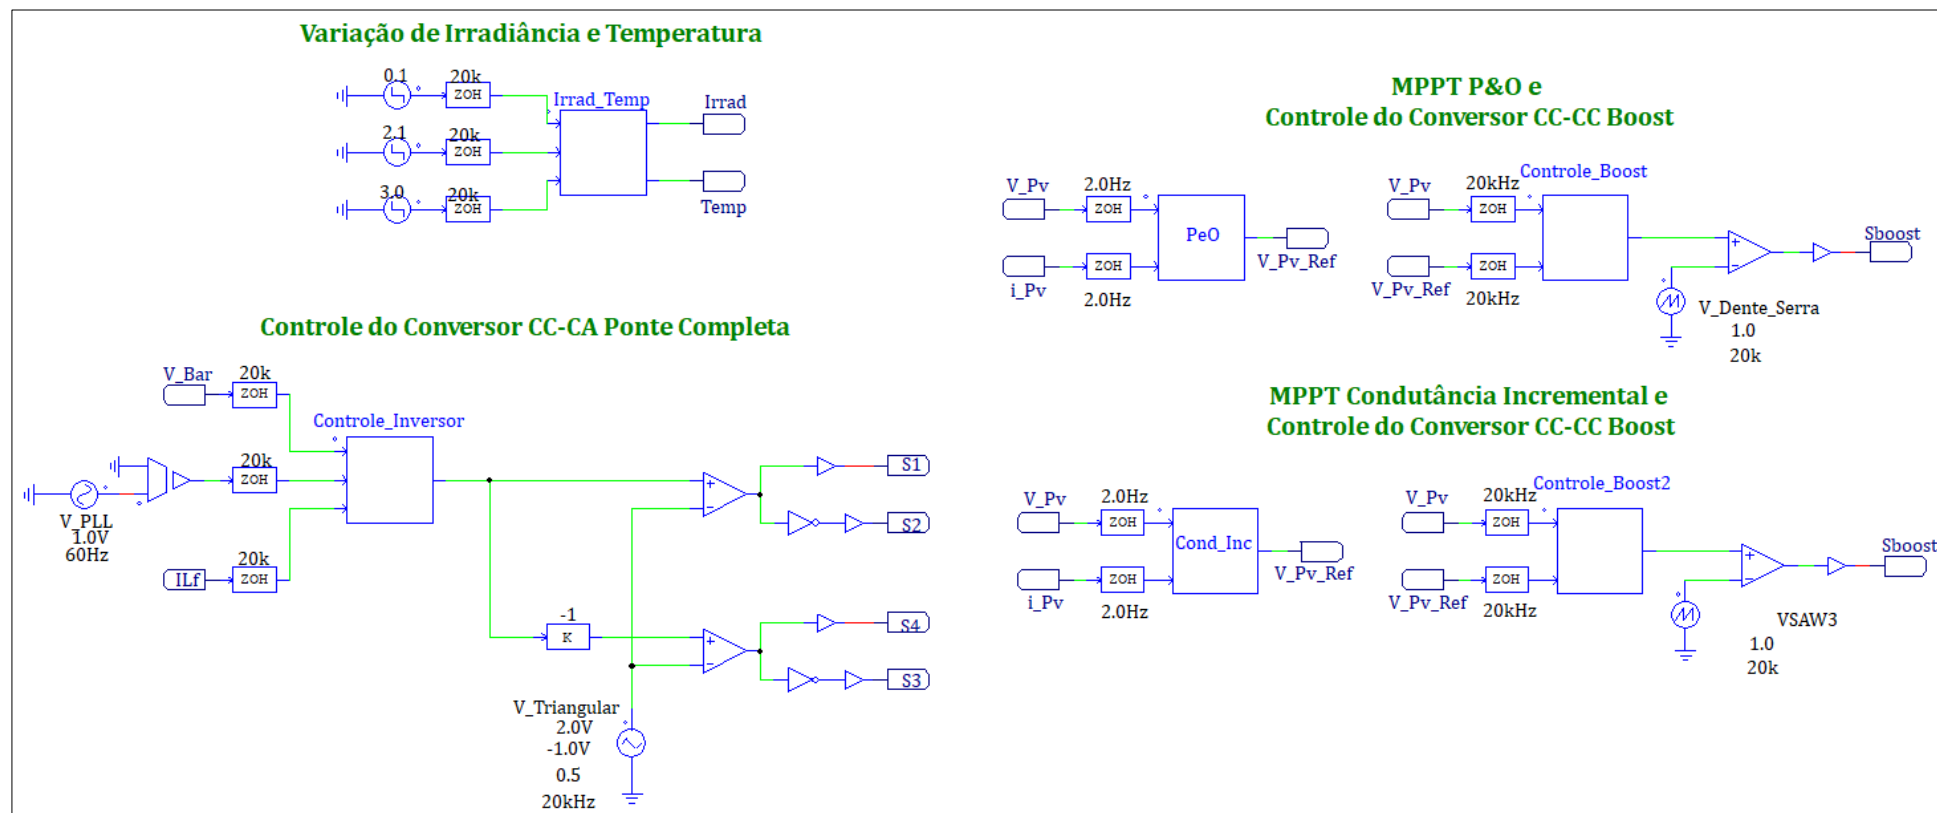 Variação de Irradiância e Temperatura
0.1
20k
ZOH
Irrad_Temp
Irrad
2.1
20k
ZOH
3.0
20k
ZOH
Temp
Controle do Conversor CC-CA Ponte Completa
V_Bar
20k
ZOH
Controle_Inversor
20k
ZOH
V_PLL
1.0V
60Hz
20k
ILf
ZOH
S1
S2
-1
K
S4
S3
V_Triangular
2.0V
-1.0V
0.5
20kHz
MPPT P&O e
Controle do Conversor CC-CC Boost
V_Pv
2.0Hz
ZOH
PeO
ZOH
i_Pv
2.0Hz
V_Pv_Ref
V_Pv
20kHz
ZOH
Controle_Boost
ZOH
V_Pv_Ref
20kHz
Sboost
V_Dente_Serra
1.0
20k
MPPT Condutância Incremental e
Controle do Conversor CC-CC Boost
V_Pv
2.0Hz
ZOH
Cond_Inc
ZOH
i_Pv
2.0Hz
V_Pv_Ref
V_Pv
20kHz
ZOH
Controle_Boost2
ZOH
V_Pv_Ref
20kHz
Sboost
VSAW3
1.0
20k